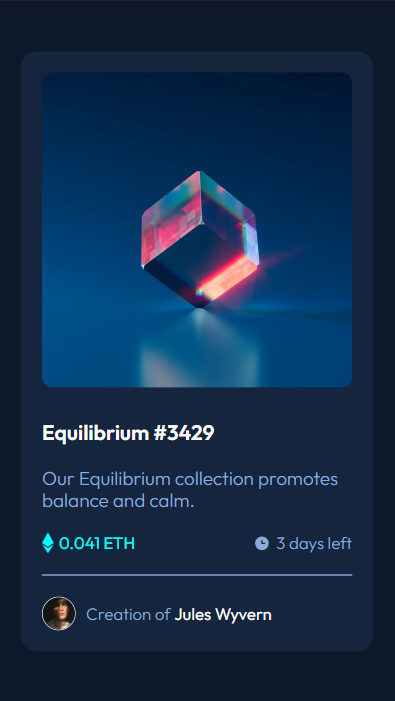 Equilibrium #3429
Our Equilibrium collection promotes
balance and calm.
0.041 ETH 3 days left
Creation of Jules Wyvern